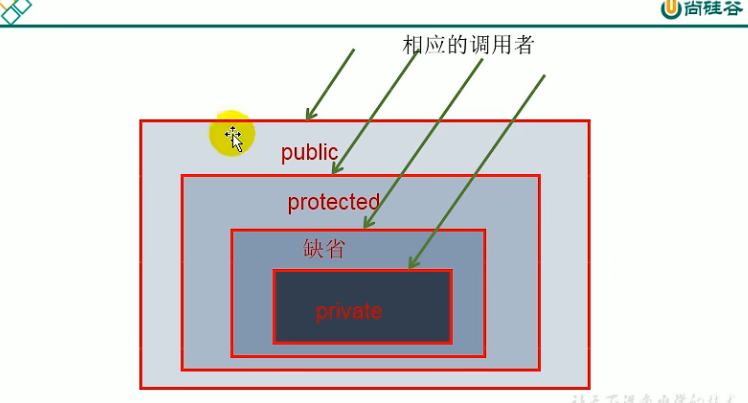 尚硅谷
相应的调用者
public
protected
缺省
private